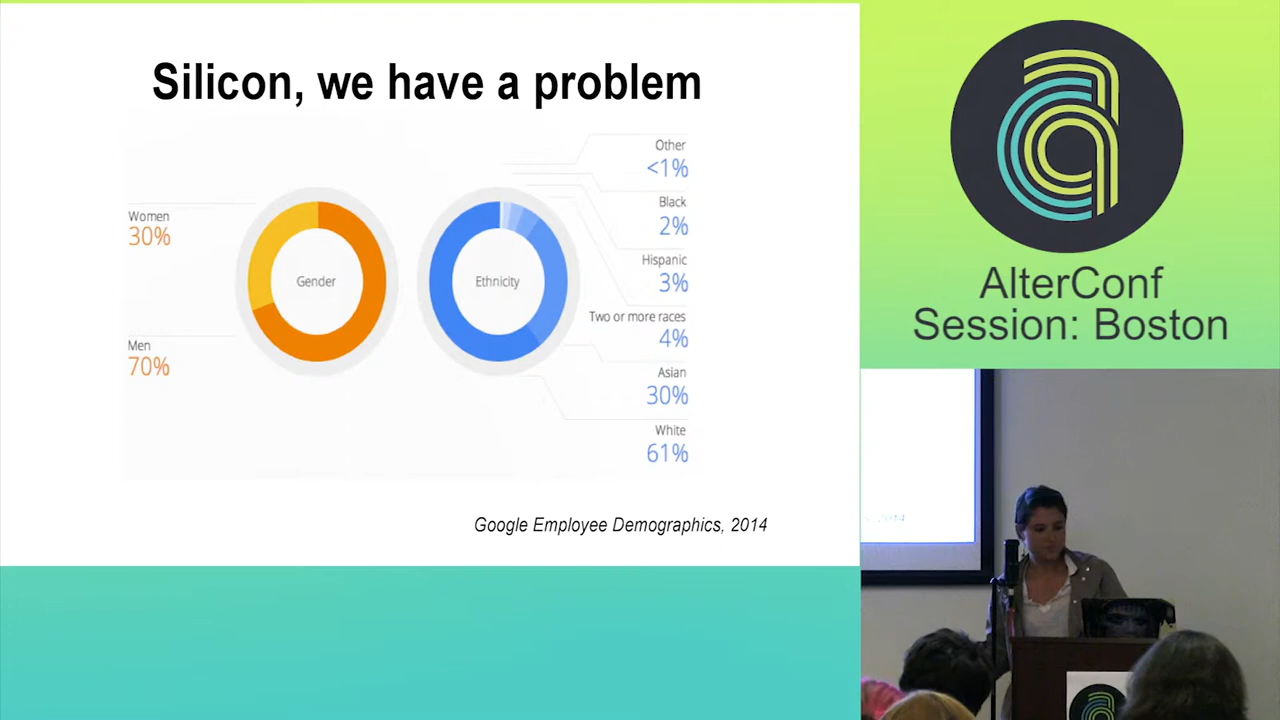 Silicon, we have a problem
Women
30%
Men
70%
Gender
Ethnicity
Other
<1%
Black
2%
Hispanic
3%
Two or more races
4%
Asian
30%
White
61%
Google Employee Demographics, 2014
AlterConf
Session: Boston
2014